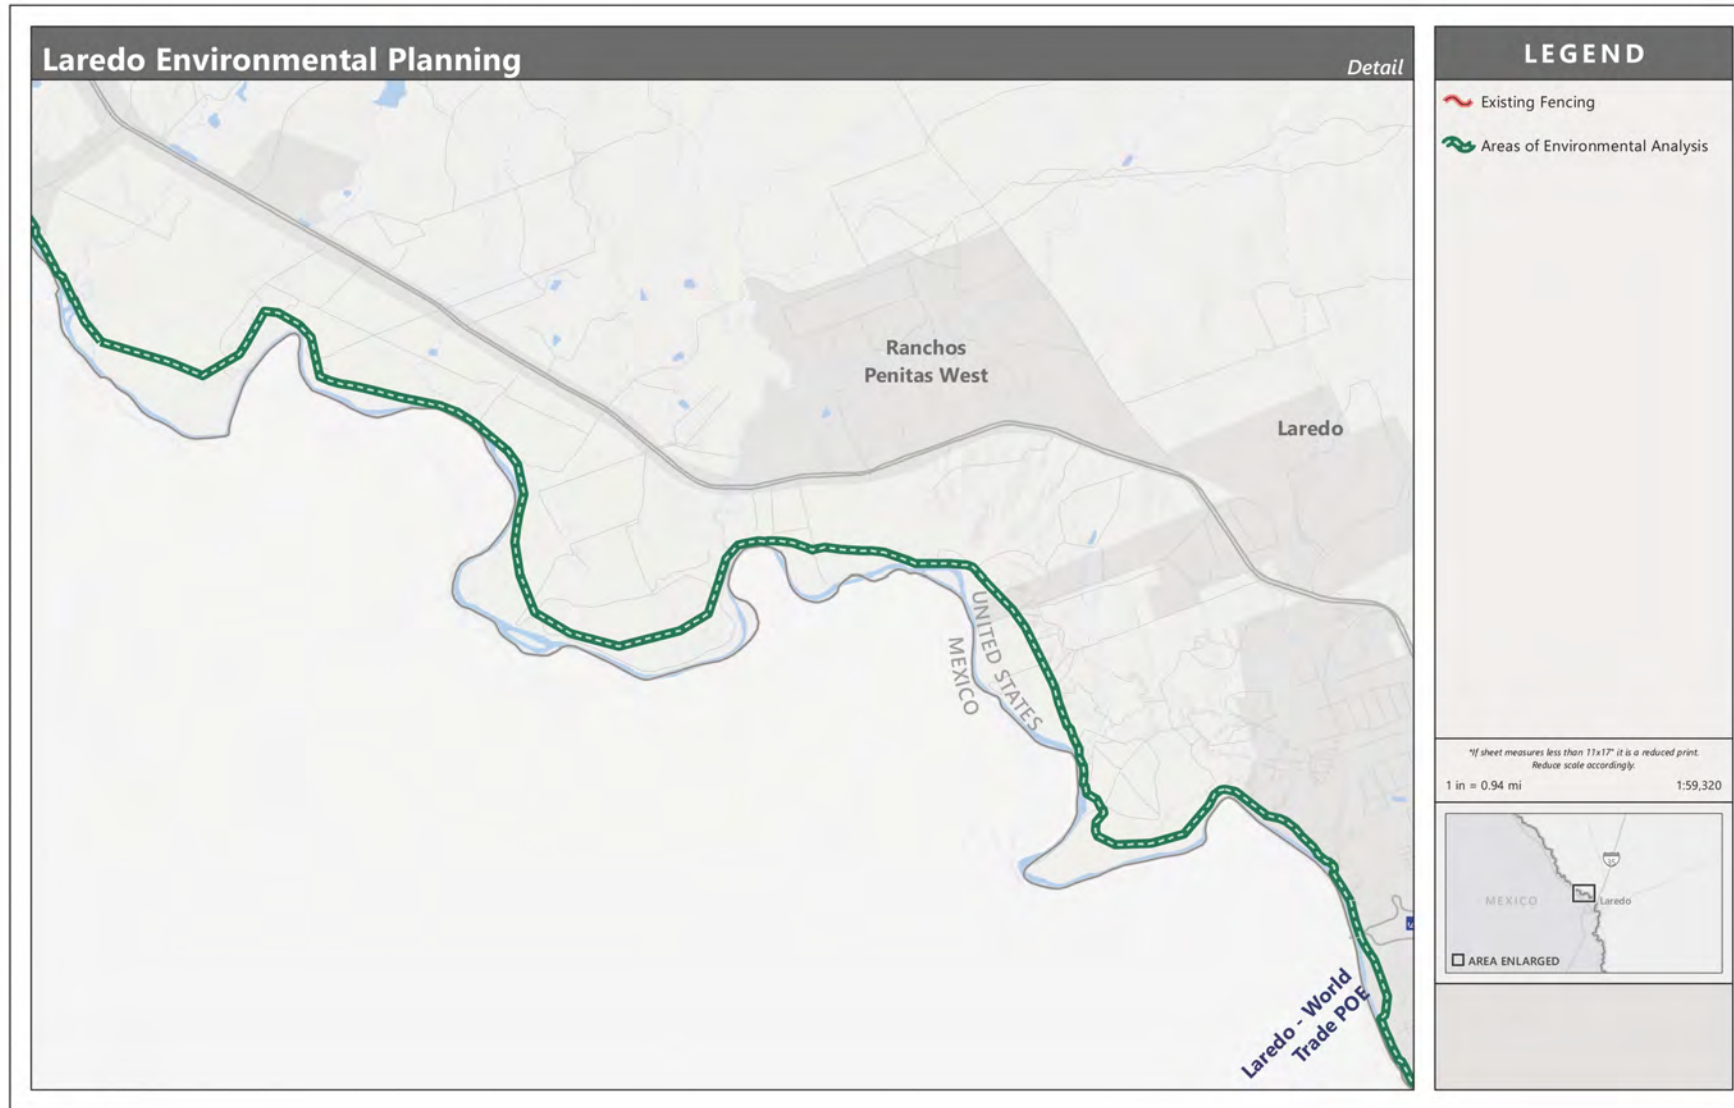 Laredo Environmental Planning
Detail
Ranchos
Penitas West
Laredo
UNITED STATES
MEXICO
Laredo - World
Trade POE
LEGEND
Existing Fencing
Areas of Environmental Analysis
*If sheet measures less than 11x17" it is a reduced print.
Reduce scale accordingly.
1 in = 0.94 mi
1:59,320
35
MEXICO
Laredo
AREA ENLARGED